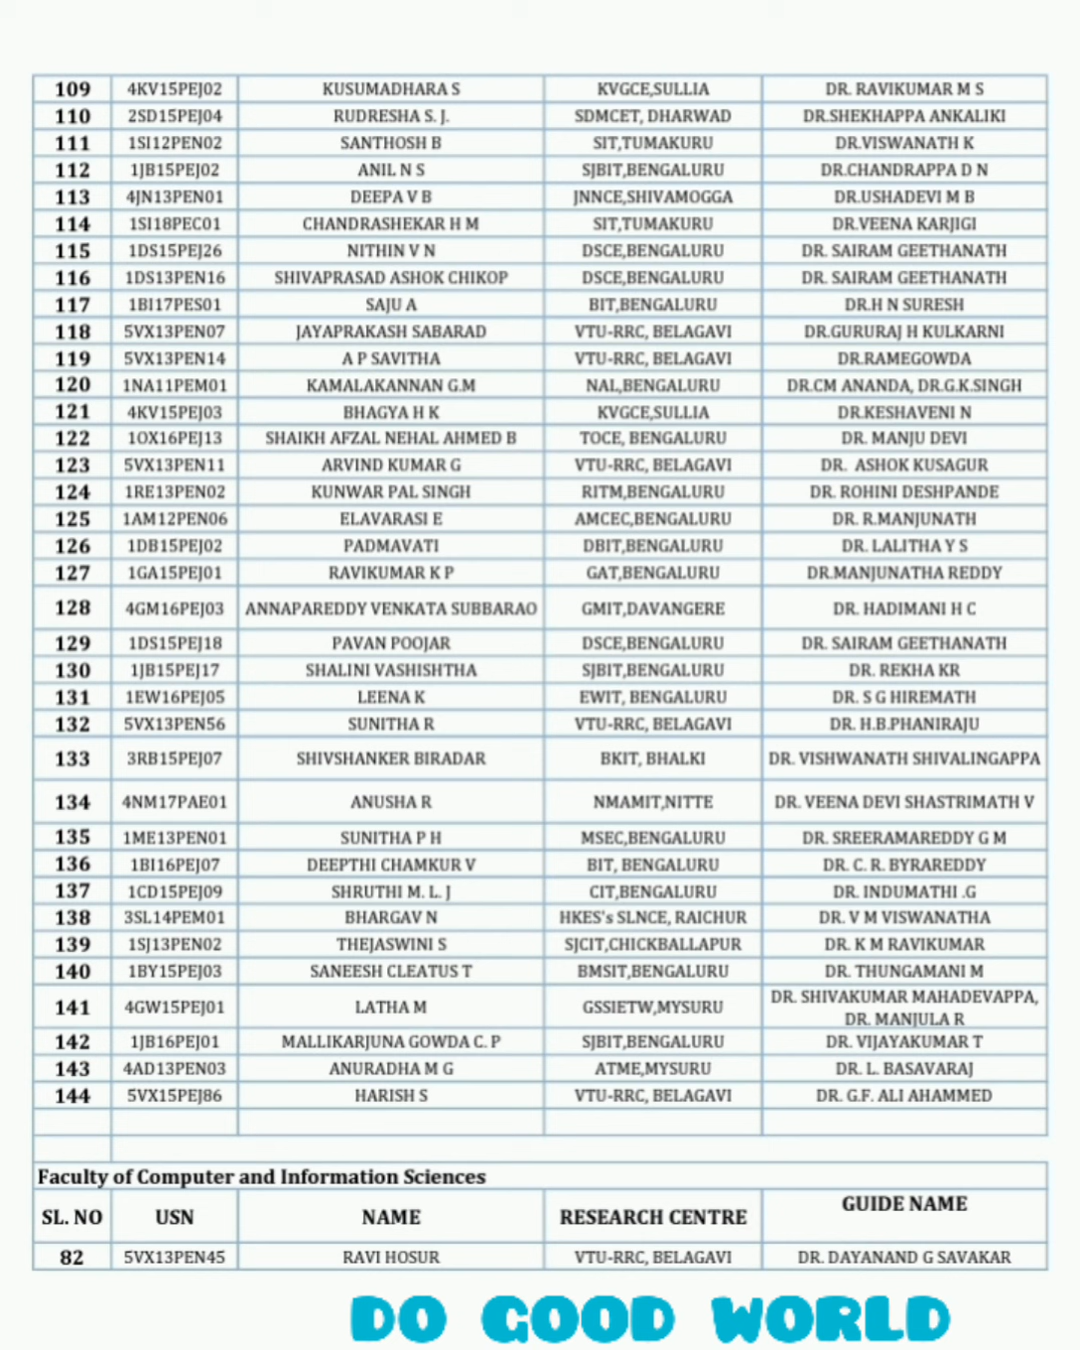 109 4KV15PEJ02 KUSUMADHARA S KVGCE,SULLIA DR. RAVIKUMAR M S
110 2SD15PEJ04 RUDRESHA S. J. SDMCET, DHARWAD DR.SHEKHAPPA ANKALIKI
111 1SI12PEN02 SANTHOSH B SIT,TUMAKURU DR.VISWANATH K
112 1JB15PEJ02 ANIL N S SJBIT,BENGALURU DR.CHANDRAPPA D N
113 4JN13PEN01 DEEPA V B JNNCE,SHIVAMOGGA DR.USHADEVI M B
114 1SI18PEC01 CHANDRASHEKAR H M SIT,TUMAKURU DR.VEENA KARJIGI
115 1DS15PEJ26 NITHIN V N DSCE,BENGALURU DR. SAIRAM GEETHANATH
116 1DS13PEN16 SHIVAPRASAD ASHOK CHIKOP DSCE,BENGALURU DR. SAIRAM GEETHANATH
117 1BI17PES01 SAJU A BIT,BENGALURU DR.H N SURESH
118 5VX13PEN07 JAYAPRAKASH SABARAD VTU-RRC, BELAGAVI DR.GURURAJ H KULKARNI
119 5VX13PEN14 A P SAVITHA VTU-RRC, BELAGAVI DR.RAMEGOWDA
120 1NA11PEM01 KAMALAKANNAN G.M NAL,BENGALURU DR.CM ANANDA, DR.G.K.SINGH
121 4KV15PEJ03 BHAGYA H K KVGCE,SULLIA DR.KESHAVENI N
122 1OX16PEJ13 SHAIKH AFZAL NEHAL AHMED B TOCE, BENGALURU DR. MANJU DEVI
123 5VX13PEN11 ARVIND KUMAR G VTU-RRC, BELAGAVI DR. ASHOK KUSAGUR
124 1RE13PEN02 KUNWAR PAL SINGH RITM,BENGALURU DR. ROHINI DESHPANDE
125 1AM12PEN06 ELAVARASI E AMCEC,BENGALURU DR. R.MANJUNATH
126 1DB15PEJ02 PADMAVATI DBIT,BENGALURU DR. LALITHA Y S
127 1GA15PEJ01 RAVIKUMAR K P GAT,BENGALURU DR.MANJUNATHA REDDY
128 4GM16PEJ03 ANNAPAREDDY VENKATA SUBBARAO GMIT,DAVANGERE DR. HADIMANI H C
129 1DS15PEJ18 PAVAN POOJAR DSCE,BENGALURU DR. SAIRAM GEETHANATH
130 1JB15PEJ17 SHALINI VASHISHTHA SJBIT,BENGALURU DR. REKHA KR
131 1EW16PEJ05 LEENA K EWIT, BENGALURU DR. S G HIREMATH
132 5VX13PEN56 SUNITHA R VTU-RRC, BELAGAVI DR. H.B.PHANIRAJU
133 3RB15PEJ07 SHIVSHANKER BIRADAR BKIT, BHALKI DR. VISHWANATH SHIVALINGAPPA
134 4NM17PAE01 ANUSHA R NMAMIT,NITTE DR. VEENA DEVI SHASTRIMATH V
135 1ME13PEN01 SUNITHA P H MSEC,BENGALURU DR. SREERAMAREDDY G M
136 1BI16PEJ07 DEEPTHI CHAMKUR V BIT, BENGALURU DR. C. R. BYRAREDDY
137 1CD15PEJ09 SHRUTHI M. L. J CIT,BENGALURU DR. INDUMATHI .G
138 3SL14PEM01 BHARGAV N HKES's SLNCE, RAICHUR DR. V M VISWANATHA
139 1SJ13PEN02 THEJASWINI S SJCIT,CHICKBALLAPUR DR. K M RAVIKUMAR
140 1BY15PEJ03 SANEESH CLEATUS T BMSIT,BENGALURU DR. THUNGAMANI M
141 4GW15PEJ01 LATHA M GSSIETW,MYSURU DR. SHIVAKUMAR MAHADEVAPPA,
DR. MANJULA R
142 1JB16PEJ01 MALLIKARJUNA GOWDA C. P SJBIT,BENGALURU DR. VIJAYAKUMAR T
143 4AD13PEN03 ANURADHA M G ATME,MYSURU DR. L. BASAVARAJ
144 5VX15PEJ86 HARISH S VTU-RRC, BELAGAVI DR. G.F. ALI AHAMMED
Faculty of Computer and Information Sciences
SL. NO USN NAME RESEARCH CENTRE GUIDE NAME
82 5VX13PEN45 RAVI HOSUR VTU-RRC, BELAGAVI DR. DAYANAND G SAVAKAR
DO GOOD WORLD